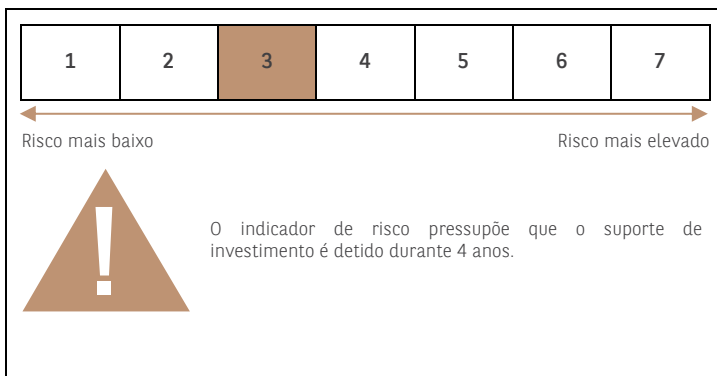 1 2 3 4 5 6 7
Risco mais baixo Risco mais elevado
!
O indicador de risco pressupõe que o suporte de
investimento é detido durante 4 anos.